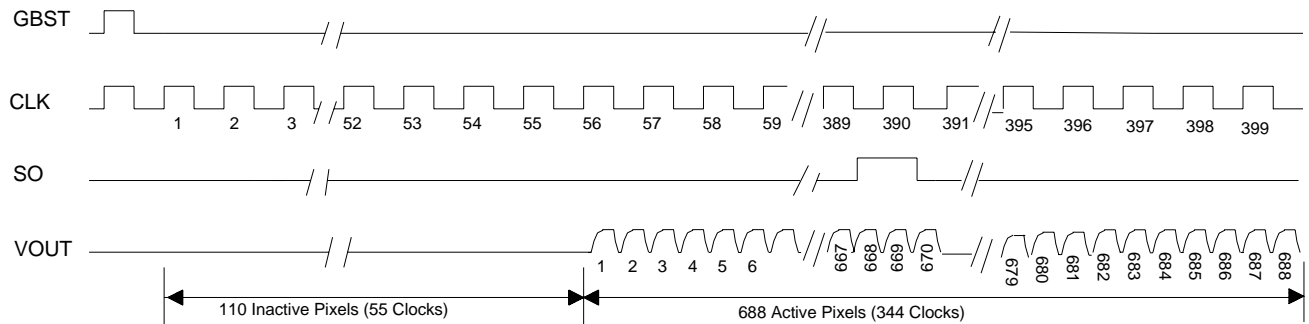 GBST
CLK
1 2 3 52 53 54 55 56 57 58 59 389 390 391 395 396 397 398 399
SO
VOUT
1 2 3 4 5 6 667 668 669 670 679 680 681 682 683 684 685 686 687 688
110 Inactive Pixels (55 Clocks)
688 Active Pixels (344 Clocks)